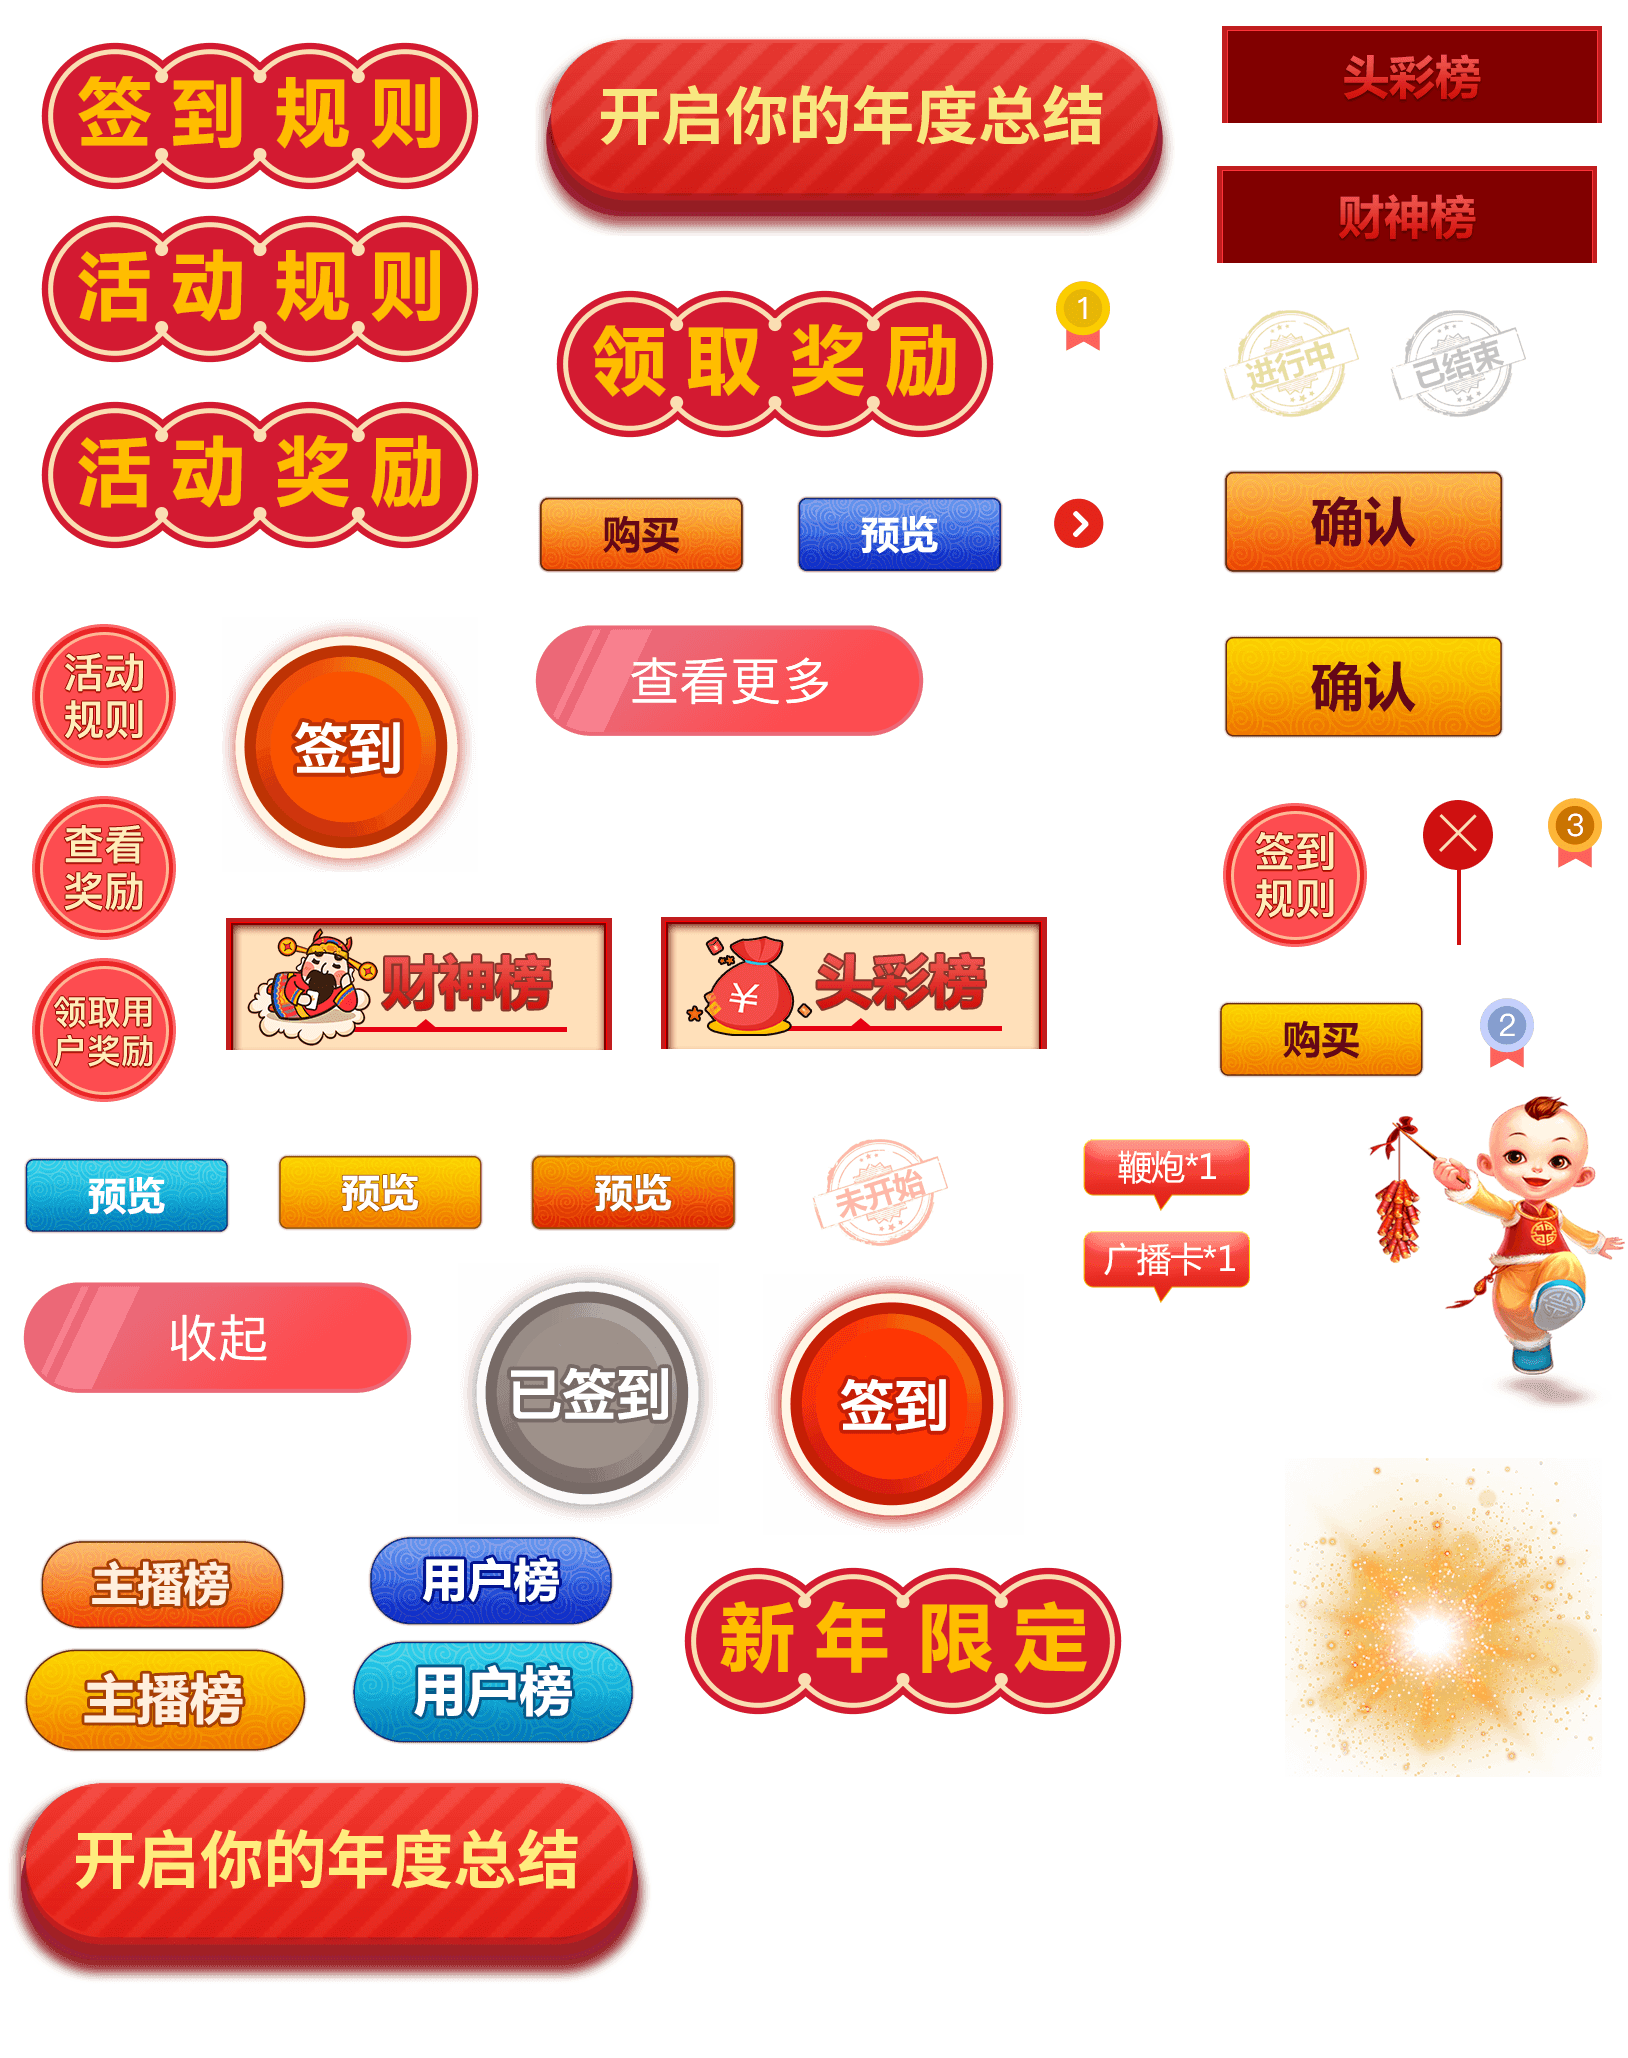 签到规则
开启你的年度总结
头彩榜
财神榜
活动规则
领取奖励
1
进行中
已结束
活动奖励
购买
预览
确认
活动
规则
签到
查看更多
确认
查看
奖励
签到
规则
3
财神榜
头彩榜
领取用
户奖励
购买
2
预览
预览
预览
未开始
鞭炮*1
广播卡*1
收起
已签到
签到
主播榜
用户榜
新年限定
主播榜
用户榜
开启你的年度总结